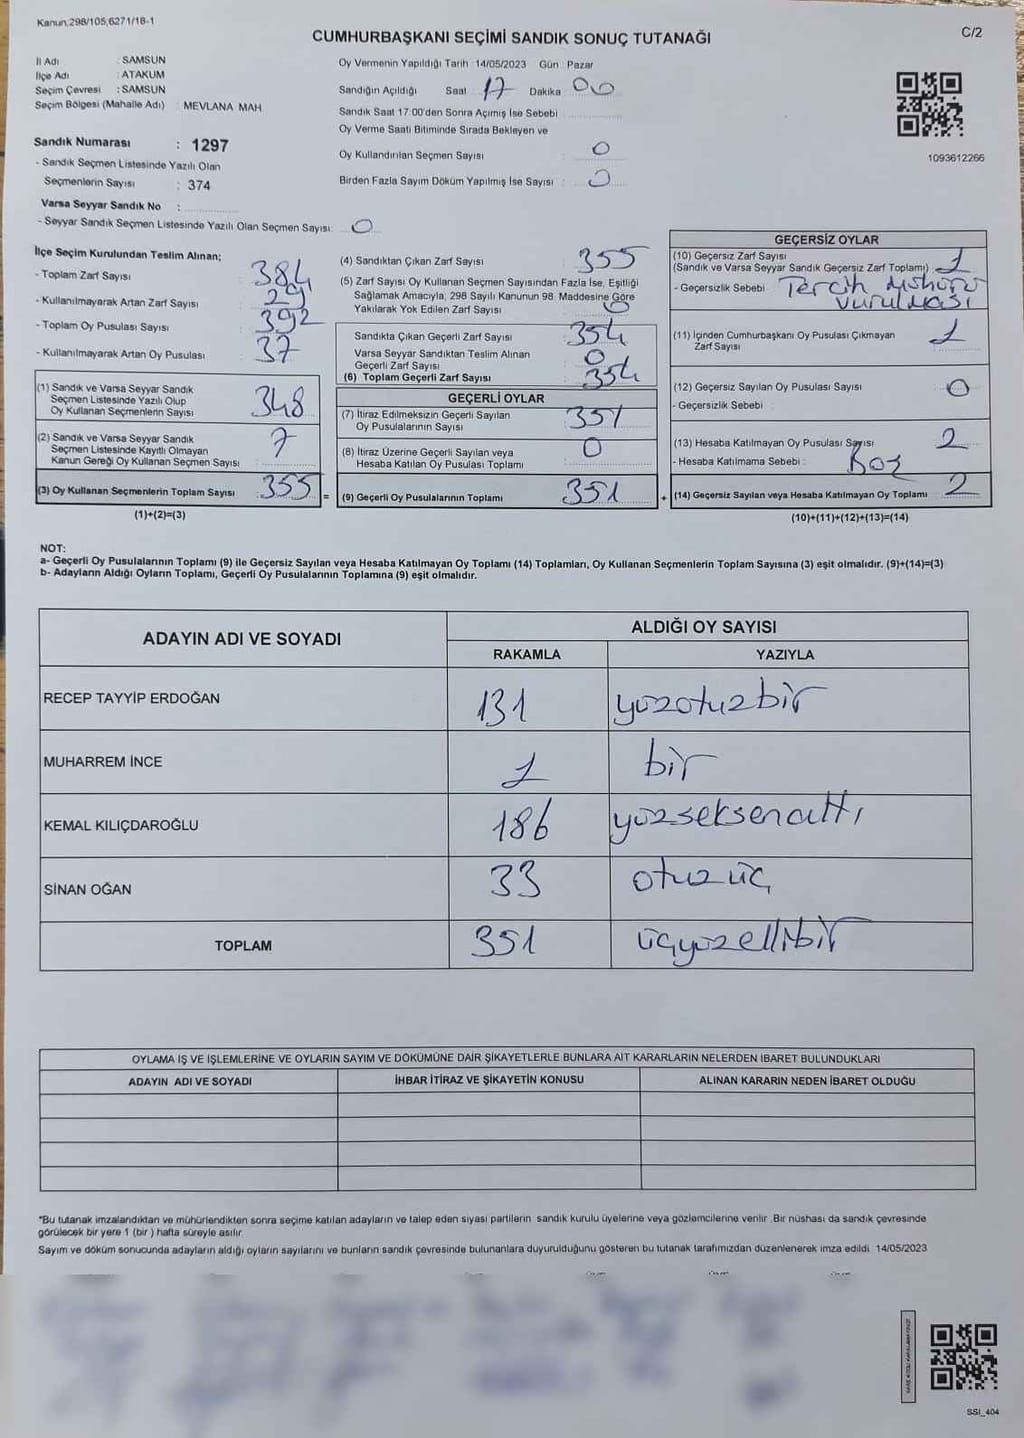 Kanun:298/105,6271/16-1
C/2
CUMHURBAŞKANI SEÇİMİ SANDIK SONUÇ TUTANAĞI
İl Adı : SAMSUN
İlçe Adı : ATAKUM
Seçim Çevresi : SAMSUN
Seçim Bölgesi (Mahalle Adı) : MEVLANA MAH.
Sandık Numarası : 1297
- Sandık Seçmen Listesinde Yazılı Olan
Seçmenlerin Sayısı : 374
Varsa Seyyar Sandık No :
- Seyyar Sandık Seçmen Listesinde Yazılı Olan Seçmen Sayısı: 0
Oy Vermenin Yapıldığı Tarih : 14/05/2023 Gün : Pazar
Sandığın Açıldığı Saat 17 Dakika 00
Sandık Saat 17:00'den Sonra Açımış İse Sebebi :
Oy Verme Saati Bitiminde Sırada Bekleyen ve
Oy Kullandırılan Seçmen Sayısı : 0
Birden Fazla Sayım Döküm Yapılmış İse Sayısı : 0
1093612266
İlçe Seçim Kurulundan Teslim Alınan;
- Toplam Zarf Sayısı : 384
- Kullanılmayarak Artan Zarf Sayısı : 29
- Toplam Oy Pusulası Sayısı : 392
- Kullanılmayarak Artan Oy Pusulası : 37
(1) Sandık ve Varsa Seyyar Sandık
Seçmen Listesinde Yazılı Olup
Oy Kullanan Seçmenlerin Sayısı : 348
(2) Sandık ve Varsa Seyyar Sandık
Seçmen Listesinde Kayıtlı Olmayan
Kanun Gereği Oy Kullanan Seçmen Sayısı : 7
(3) Oy Kullanan Seçmenlerin Toplam Sayısı : 355 =
(1)+(2)=(3)
(4) Sandıktan Çıkan Zarf Sayısı : 355
(5) Zarf Sayısı Oy Kullanan Seçmen Sayısından Fazla İse, Eşitliği
Sağlamak Amacıyla, 298 Sayılı Kanunun 98. Maddesine Göre
Yakılarak Yok Edilen Zarf Sayısı : 0
Sandıkta Çıkan Geçerli Zarf Sayısı : 354
Varsa Seyyar Sandıktan Teslim Alınan
Geçerli Zarf Sayısı : 0
(6) Toplam Geçerli Zarf Sayısı : 354
GEÇERLİ OYLAR
(7) İtiraz Edilmeksizin Geçerli Sayılan
Oy Pusulalarının Sayısı : 351
(8) İtiraz Üzerine Geçerli Sayılan veya
Hesaba Katılan Oy Pusulası Toplamı : 0
(9) Geçerli Oy Pusulalarının Toplamı : 351 +
GEÇERSİZ OYLAR
(10) Geçersiz Zarf Sayısı
(Sandık ve Varsa Seyyar Sandık Geçersiz Zarf Toplamı) : 1
- Geçersizlik Sebebi : Tercih mührü
vurulması
(11) İçinden Cumhurbaşkanı Oy Pusulası Çıkmayan
Zarf Sayısı : 1
(12) Geçersiz Sayılan Oy Pusulası Sayısı : 0
- Geçersizlik Sebebi :
(13) Hesaba Katılmayan Oy Pusulası Sayısı : 2
- Hesaba Katılmama Sebebi : Boş
(14) Geçersiz Sayılan veya Hesaba Katılmayan Oy Toplamı : 2
(10)+(11)+(12)+(13)=(14)
NOT:
a- Geçerli Oy Pusulalarının Toplamı (9) ile Geçersiz Sayılan veya Hesaba Katılmayan Oy Toplamı (14) Toplamları, Oy Kullanan Seçmenlerin Toplam Sayısına (3) eşit olmalıdır. (9)+(14)=(3)
b- Adayların Aldığı Oyların Toplamı, Geçerli Oy Pusulalarının Toplamına (9) eşit olmalıdır.
ADAYIN ADI VE SOYADI
ALDIĞI OY SAYISI
RAKAMLA YAZIYLA
RECEP TAYYİP ERDOĞAN 131 yüzotuzbir
MUHARREM İNCE 1 bir
KEMAL KILIÇDAROĞLU 186 yüzseksenaltı
SİNAN OĞAN 33 otuzüç
TOPLAM 351 üçyüzellibir
OYLAMA İŞ VE İŞLEMLERİNE VE OYLARIN SAYIM VE DÖKÜMÜNE DAİR ŞİKAYETLERLE BUNLARA AİT KARARLARIN NELERDEN İBARET BULUNDUKLARI
ADAYIN ADI VE SOYADI İHBAR İTİRAZ VE ŞİKAYETİN KONUSU ALINAN KARARIN NEDEN İBARET OLDUĞU
*Bu tutanak imzalandıktan ve mühürlendikten sonra seçime katılan adayların ve talep eden siyasi partilerin sandık kurulu üyelerine veya gözlemcilerine verilir. Bir nüshası da sandık çevresinde
görülecek bir yere 1 (bir) hafta süreyle asılır.
Sayım ve döküm sonucunda adayların aldığı oyların sayılarını ve bunların sandık çevresinde bulunanlara duyurulduğunu gösteren bu tutanak tarafımızdan düzenlenerek imza edildi. 14/05/2023
SSI_404